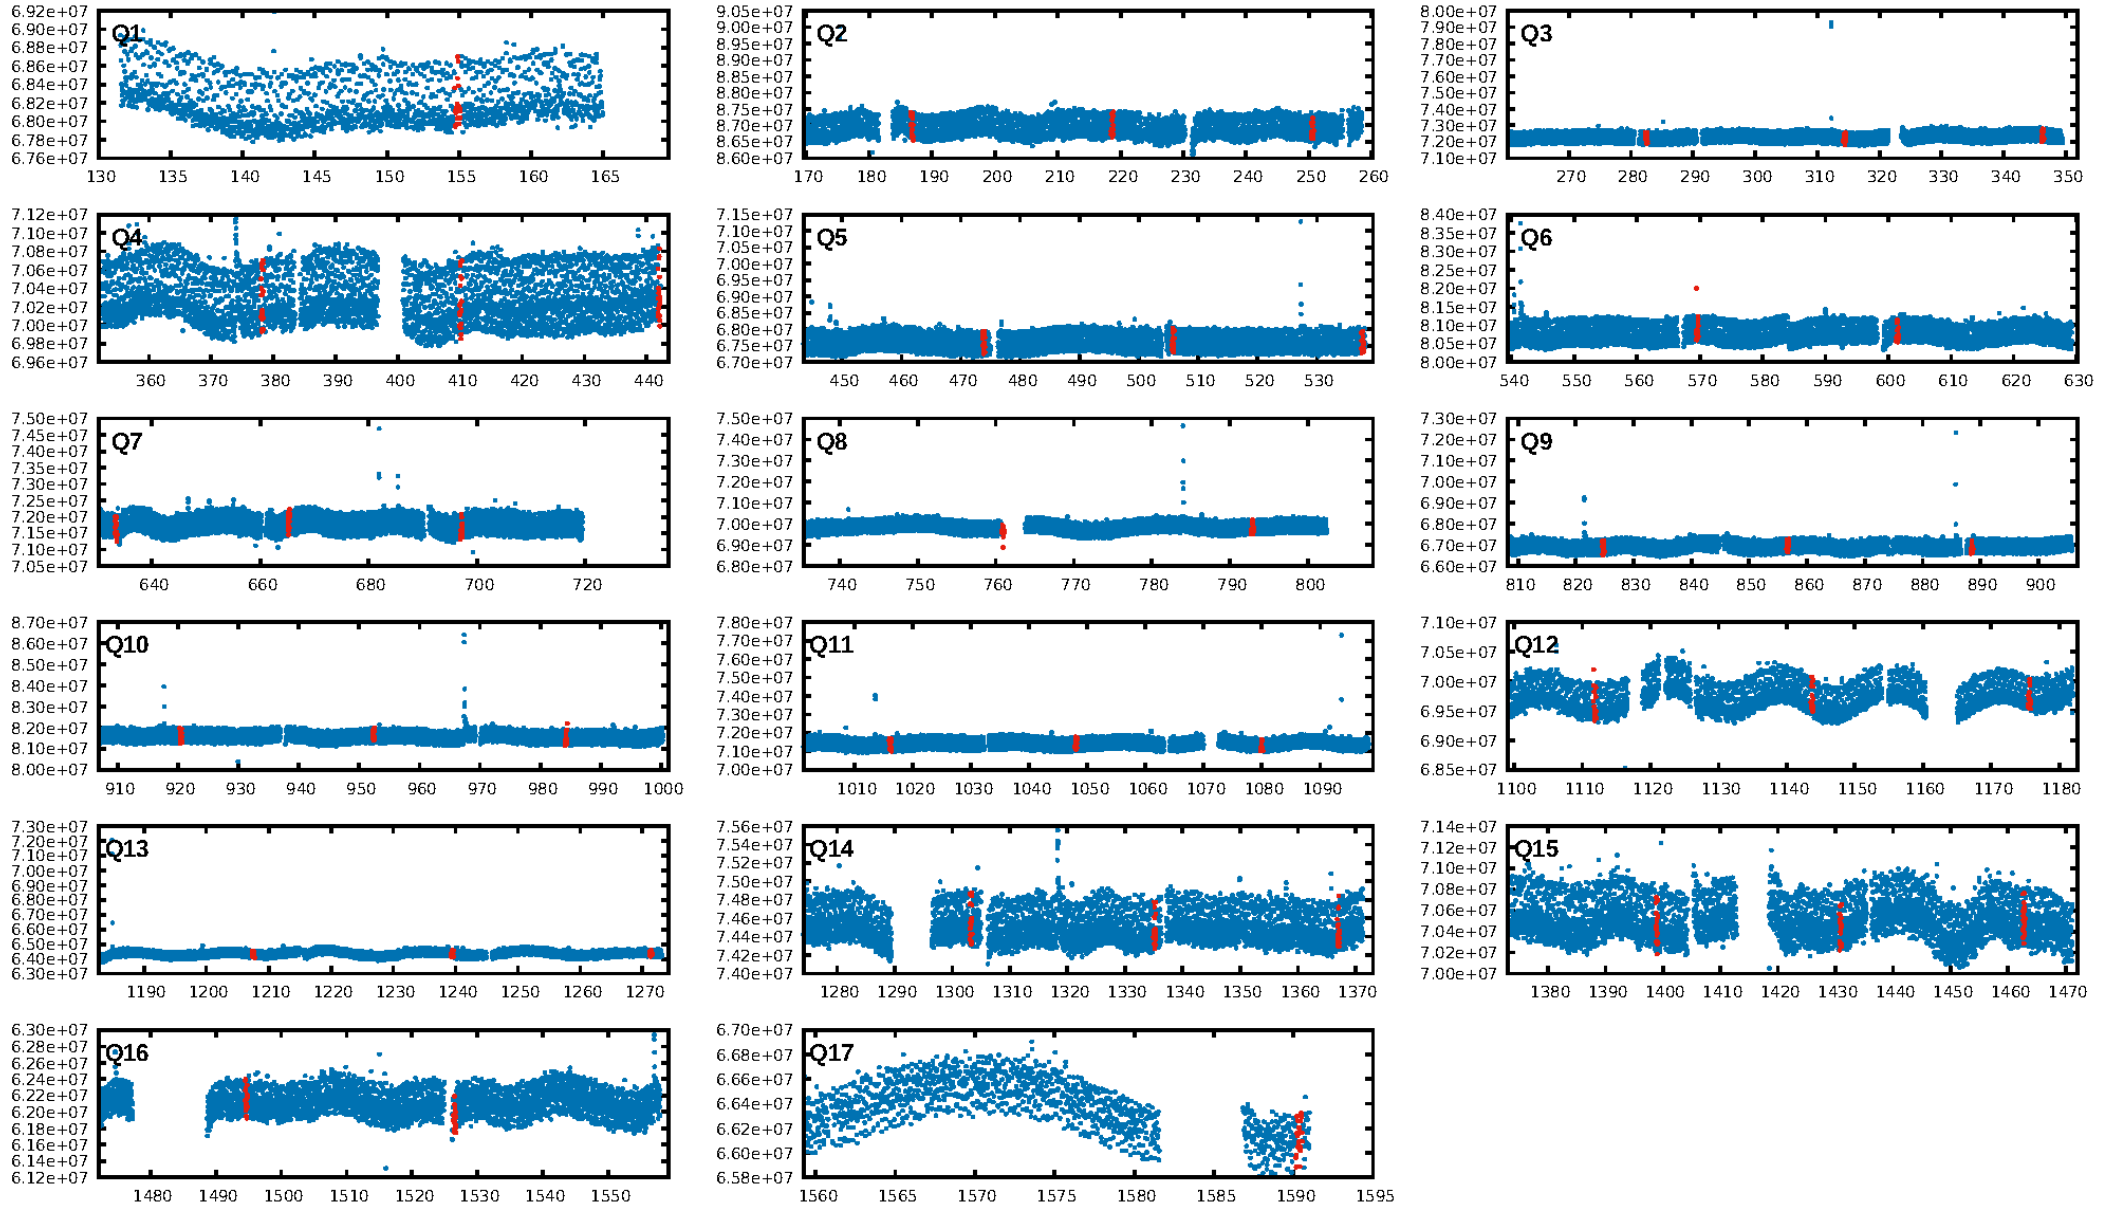 Q1
6.92e+07
6.90e+07
6.88e+07
6.86e+07
6.84e+07
6.82e+07
6.80e+07
6.78e+07
6.76e+07
130 135 140 145 150 155 160 165
Q2
9.05e+07
9.00e+07
8.95e+07
8.90e+07
8.85e+07
8.80e+07
8.75e+07
8.70e+07
8.65e+07
8.60e+07
170 180 190 200 210 220 230 240 250 260
Q3
8.00e+07
7.90e+07
7.80e+07
7.70e+07
7.60e+07
7.50e+07
7.40e+07
7.30e+07
7.20e+07
7.10e+07
270 280 290 300 310 320 330 340 350
Q4
7.12e+07
7.10e+07
7.08e+07
7.06e+07
7.04e+07
7.02e+07
7.00e+07
6.98e+07
6.96e+07
360 370 380 390 400 410 420 430 440
Q5
7.15e+07
7.10e+07
7.05e+07
7.00e+07
6.95e+07
6.90e+07
6.85e+07
6.80e+07
6.75e+07
6.70e+07
450 460 470 480 490 500 510 520 530
Q6
8.40e+07
8.35e+07
8.30e+07
8.25e+07
8.20e+07
8.15e+07
8.10e+07
8.05e+07
8.00e+07
540 550 560 570 580 590 600 610 620 630
Q7
7.50e+07
7.45e+07
7.40e+07
7.35e+07
7.30e+07
7.25e+07
7.20e+07
7.15e+07
7.10e+07
7.05e+07
640 660 680 700 720
Q8
7.50e+07
7.40e+07
7.30e+07
7.20e+07
7.10e+07
7.00e+07
6.90e+07
6.80e+07
740 750 760 770 780 790 800
Q9
7.30e+07
7.20e+07
7.10e+07
7.00e+07
6.90e+07
6.80e+07
6.70e+07
6.60e+07
810 820 830 840 850 860 870 880 890 900
Q10
8.70e+07
8.60e+07
8.50e+07
8.40e+07
8.30e+07
8.20e+07
8.10e+07
8.00e+07
910 920 930 940 950 960 970 980 990 1000
Q11
7.80e+07
7.70e+07
7.60e+07
7.50e+07
7.40e+07
7.30e+07
7.20e+07
7.10e+07
7.00e+07
1010 1020 1030 1040 1050 1060 1070 1080 1090
Q12
7.10e+07
7.05e+07
7.00e+07
6.95e+07
6.90e+07
6.85e+07
1100 1110 1120 1130 1140 1150 1160 1170 1180
Q13
7.30e+07
7.20e+07
7.10e+07
7.00e+07
6.90e+07
6.80e+07
6.70e+07
6.60e+07
6.50e+07
6.40e+07
6.30e+07
1190 1200 1210 1220 1230 1240 1250 1260 1270
Q14
7.56e+07
7.54e+07
7.52e+07
7.50e+07
7.48e+07
7.46e+07
7.44e+07
7.42e+07
7.40e+07
1280 1290 1300 1310 1320 1330 1340 1350 1360 1370
Q15
7.14e+07
7.12e+07
7.10e+07
7.08e+07
7.06e+07
7.04e+07
7.02e+07
7.00e+07
1380 1390 1400 1410 1420 1430 1440 1450 1460 1470
Q16
6.30e+07
6.28e+07
6.26e+07
6.24e+07
6.22e+07
6.20e+07
6.18e+07
6.16e+07
6.14e+07
6.12e+07
1480 1490 1500 1510 1520 1530 1540 1550
Q17
6.70e+07
6.68e+07
6.66e+07
6.64e+07
6.62e+07
6.60e+07
6.58e+07
1560 1565 1570 1575 1580 1585 1590 1595